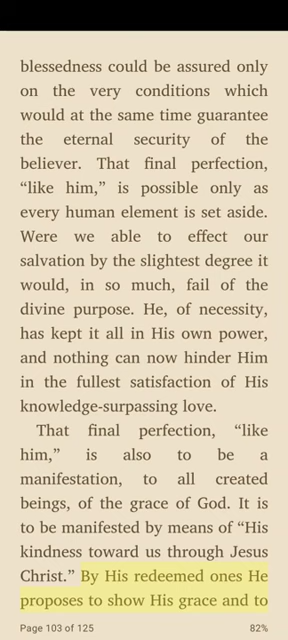 blessedness could be assured only
on the very conditions which
would at the same time guarantee
the eternal security of the
believer. That final perfection,
“like him,” is possible only as
every human element is set aside.
Were we able to effect our
salvation by the slightest degree it
would, in so much, fail of the
divine purpose. He, of necessity,
has kept it all in His own power,
and nothing can now hinder Him
in the fullest satisfaction of His
knowledge-surpassing love.
That final perfection, “like
him,” is also to be a
manifestation, to all created
beings, of the grace of God. It is
to be manifested by means of “His
kindness toward us through Jesus
Christ.” By His redeemed ones He
proposes to show His grace and to
Page 103 of 125 82%